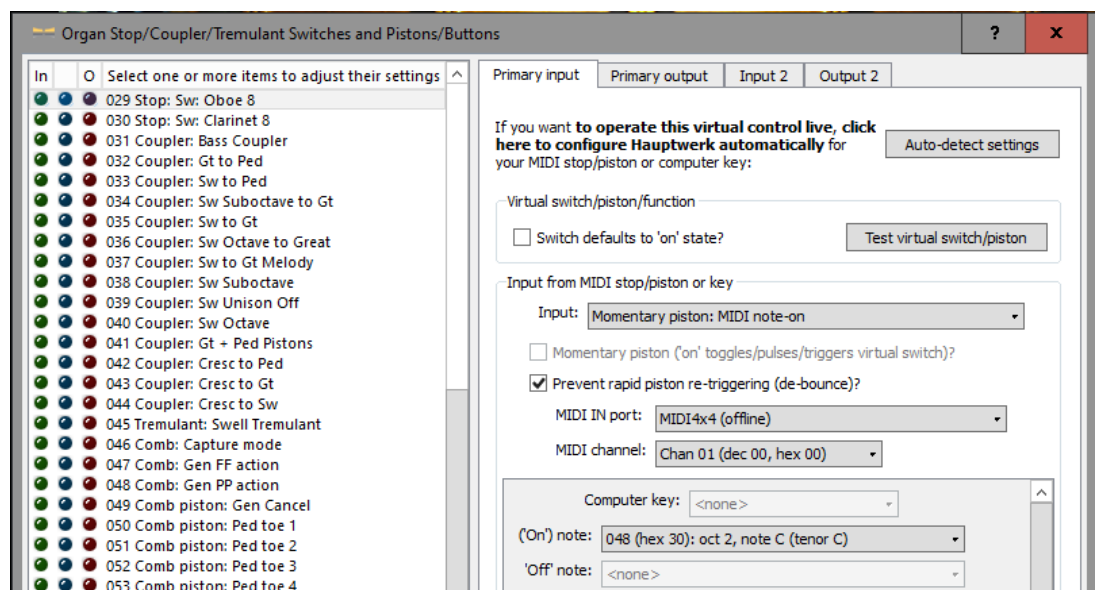 Organ Stop/Coupler/Tremulant Switches and Pistons/Buttons
? x
In O Select one or more items to adjust their settings
029 Stop: Sw: Oboe 8
030 Stop: Sw: Clarinet 8
031 Coupler: Bass Coupler
032 Coupler: Gt to Ped
033 Coupler: Sw to Ped
034 Coupler: Sw Suboctave to Gt
035 Coupler: Sw to Gt
036 Coupler: Sw Octave to Great
037 Coupler: Sw to Gt Melody
038 Coupler: Sw Suboctave
039 Coupler: Sw Unison Off
040 Coupler: Sw Octave
041 Coupler: Gt + Ped Pistons
042 Coupler: Cresc to Ped
043 Coupler: Cresc to Gt
044 Coupler: Cresc to Sw
045 Tremulant: Swell Tremulant
046 Comb: Capture mode
047 Comb: Gen FF action
048 Comb: Gen PP action
049 Comb piston: Gen Cancel
050 Comb piston: Ped toe 1
051 Comb piston: Ped toe 2
052 Comb piston: Ped toe 3
053 Comb piston: Ped toe 4
Primary input Primary output Input 2 Output 2
If you want to operate this virtual control live, click
here to configure Hauptwerk automatically for
your MIDI stop/piston or computer key:
Auto-detect settings
Virtual switch/piston/function
Switch defaults to 'on' state?
Test virtual switch/piston
Input from MIDI stop/piston or key
Input: Momentary piston: MIDI note-on
Momentary piston ('on' toggles/pulses/triggers virtual switch)?
Prevent rapid piston re-triggering (de-bounce)?
MIDI IN port: MIDI4x4 (offline)
MIDI channel: Chan 01 (dec 00, hex 00)
Computer key: <none>
('On') note: 048 (hex 30): oct 2, note C (tenor C)
'Off' note: <none>